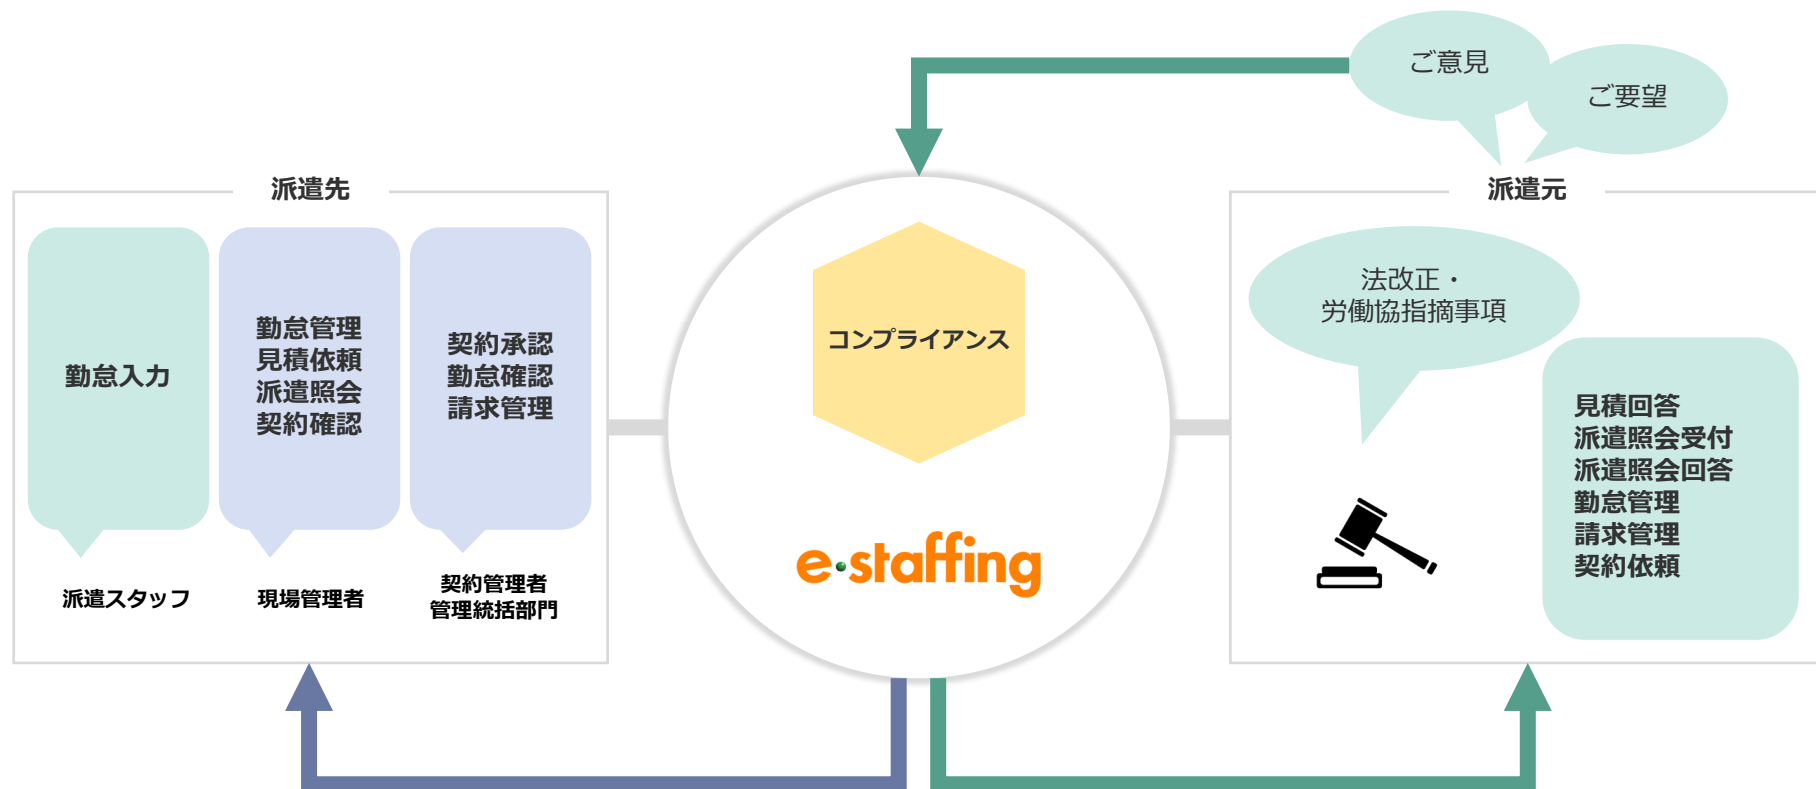 ご意見
ご要望
派遣先
勤怠入力
派遣スタッフ
勤怠管理
見積依頼
派遣照会
契約確認
現場管理者
契約承認
勤怠確認
請求管理
契約管理者
管理統括部門
コンプライアンス
e-staffing
派遣元
法改正・
労働協指摘事項
見積回答
派遣照会受付
派遣照会回答
勤怠管理
請求管理
契約依頼